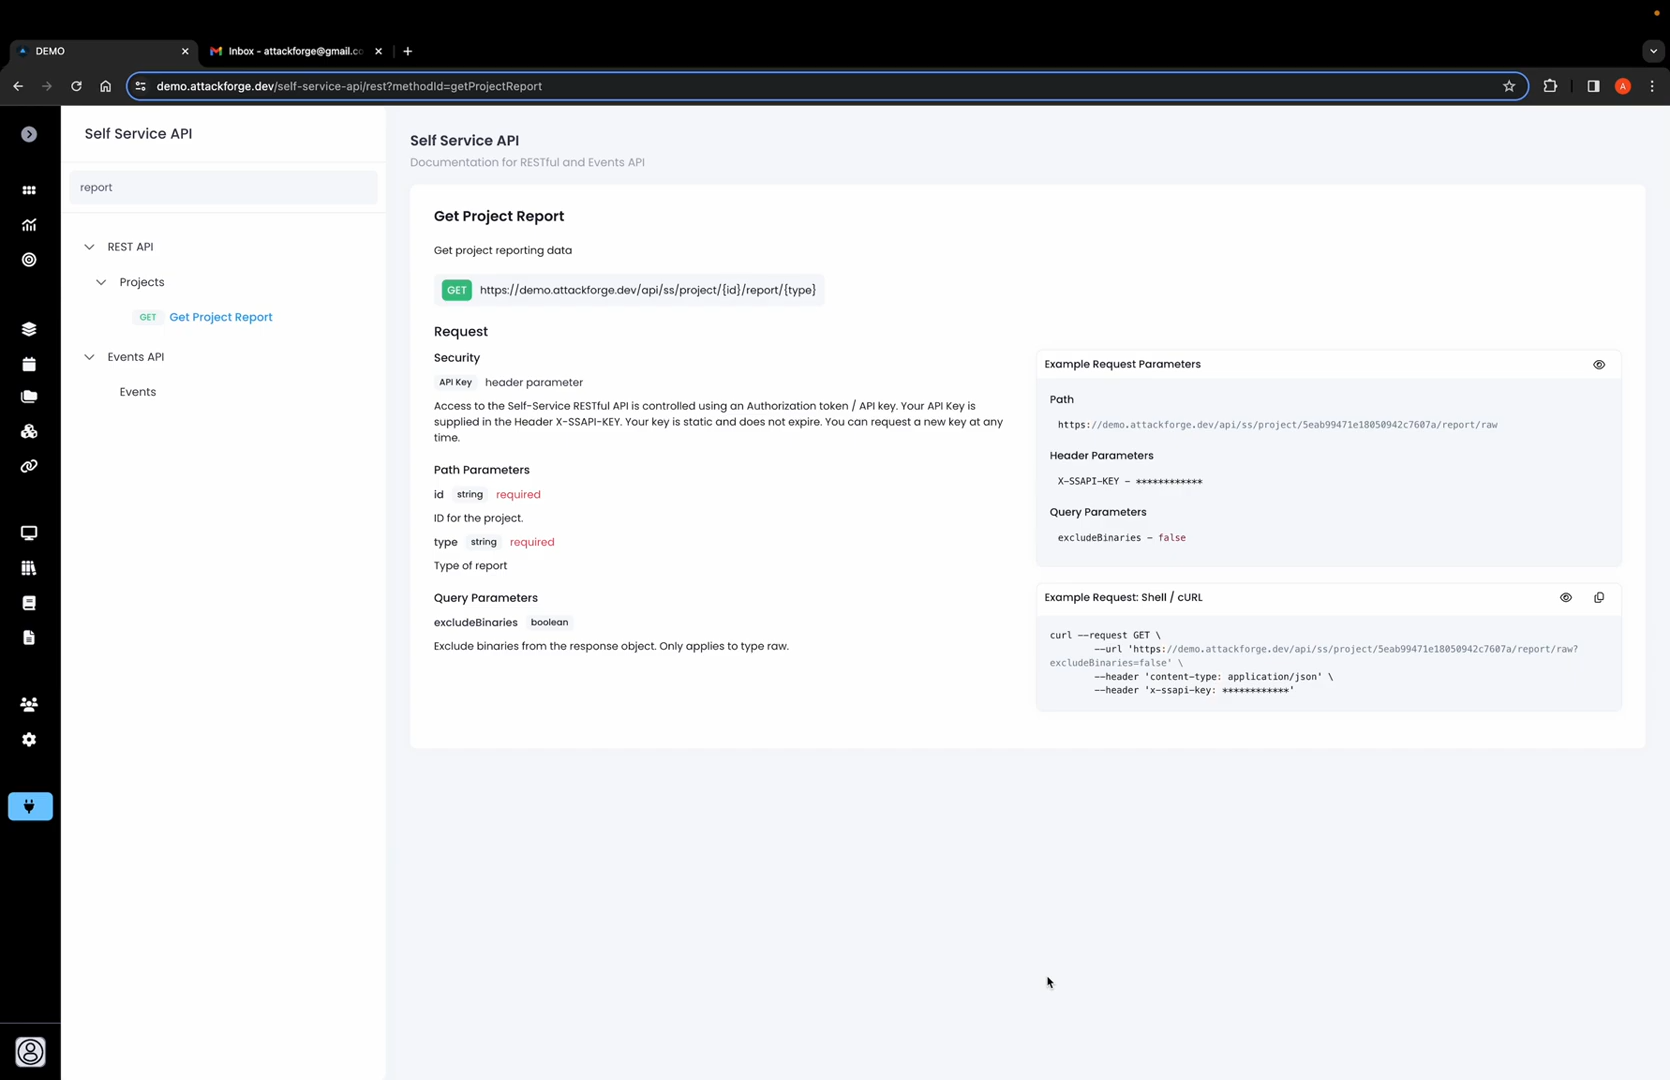 DEMO
Inbox - attackforge@gmail.co
demo.attackforge.dev/self-service-api/rest?methodId=getProjectReport
A
Self Service API
report
REST API
Projects
GET Get Project Report
Events API
Events
Self Service API
Documentation for RESTful and Events API
Get Project Report
Get project reporting data
GET https://demo.attackforge.dev/api/ss/project/{id}/report/{type}
Request
Security
API Key header parameter
Access to the Self-Service RESTful API is controlled using an Authorization token / API key. Your API Key is
supplied in the Header X-SSAPI-KEY. Your key is static and does not expire. You can request a new key at any
time.
Path Parameters
id string required
ID for the project.
type string required
Type of report
Query Parameters
excludeBinaries boolean
Exclude binaries from the response object. Only applies to type raw.
Example Request Parameters
Path
https://demo.attackforge.dev/api/ss/project/5eab99471e18050942c7607a/report/raw
Header Parameters
X-SSAPI-KEY - ************
Query Parameters
excludeBinaries - false
Example Request: Shell / cURL
curl --request GET \
--url 'https://demo.attackforge.dev/api/ss/project/5eab99471e18050942c7607a/report/raw?
excludeBinaries=false' \
--header 'content-type: application/json' \
--header 'x-ssapi-key: ************'